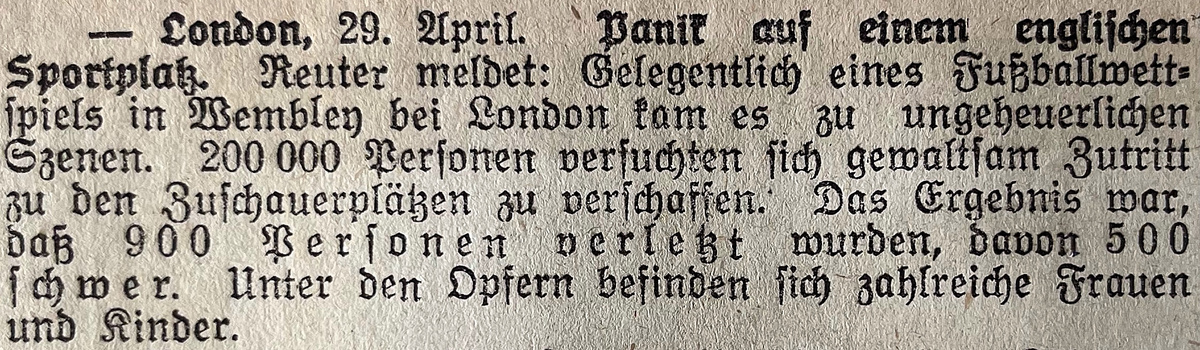 — London, 29. April. Panik auf einem englischen
Sportplatz. Reuter meldet: Gelegentlich eines Fußballwett-
spiels in Wembley bei London kam es zu ungeheuerlichen
Szenen. 200 000 Personen versuchten sich gewaltsam Zutritt
zu den Zuschauerplätzen zu verschaffen. Das Ergebnis war,
daß 900 Personen verletzt wurden, davon 500
schwer. Unter den Opfern befinden sich zahlreiche Frauen
und Kinder.